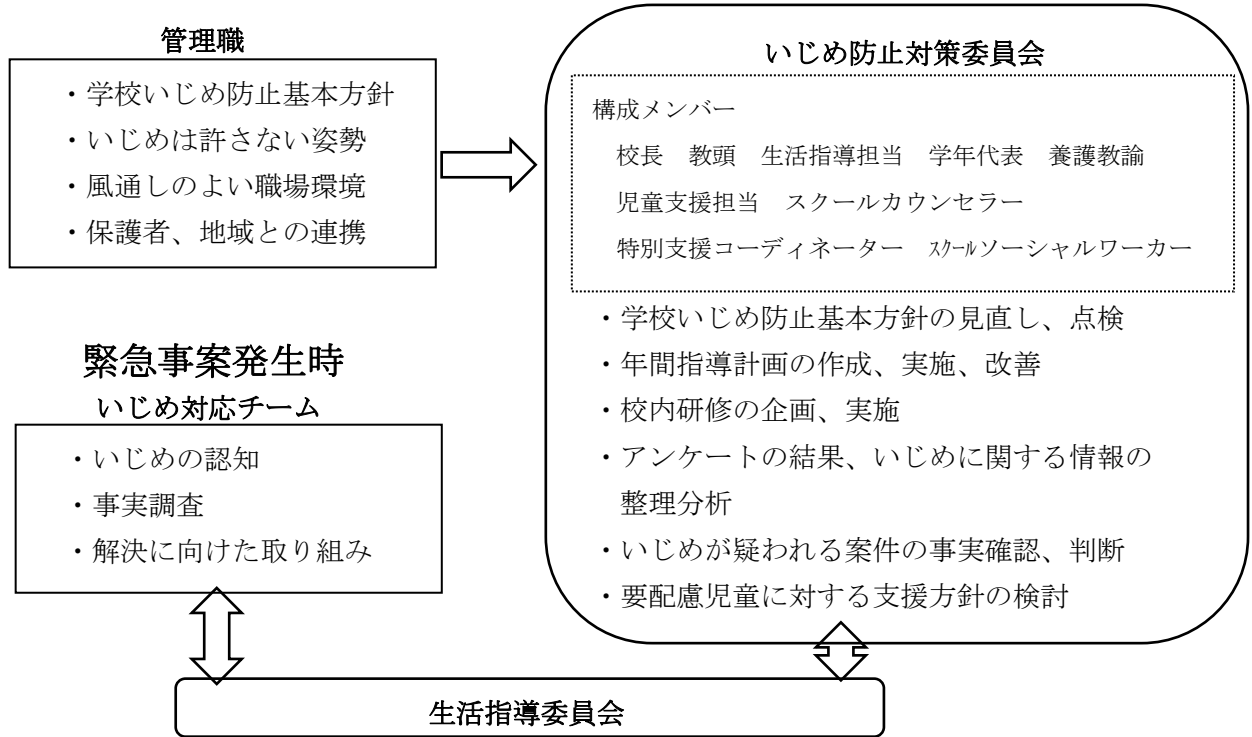 管理職
・学校いじめ防止基本方針
・いじめは許さない姿勢
・風通しのよい職場環境
・保護者、地域との連携
いじめ防止対策委員会
構成メンバー
校長　教頭　生活指導担当　学年代表　養護教諭
児童支援担当　スクールカウンセラー
特別支援コーディネーター　ｽｸｰﾙソーシャルワーカー
・学校いじめ防止基本方針の見直し、点検
・年間指導計画の作成、実施、改善
・校内研修の企画、実施
・アンケートの結果、いじめに関する情報の
整理分析
・いじめが疑われる案件の事実確認、判断
・要配慮児童に対する支援方針の検討
緊急事案発生時
いじめ対応チーム
・いじめの認知
・事実調査
・解決に向けた取り組み
生活指導委員会